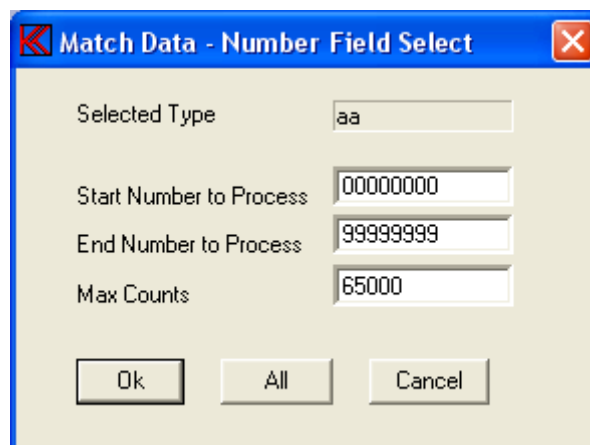 Match Data - Number Field Select
Selected Type aa
Start Number to Process 00000000
End Number to Process 99999999
Max Counts 65000
Ok All Cancel